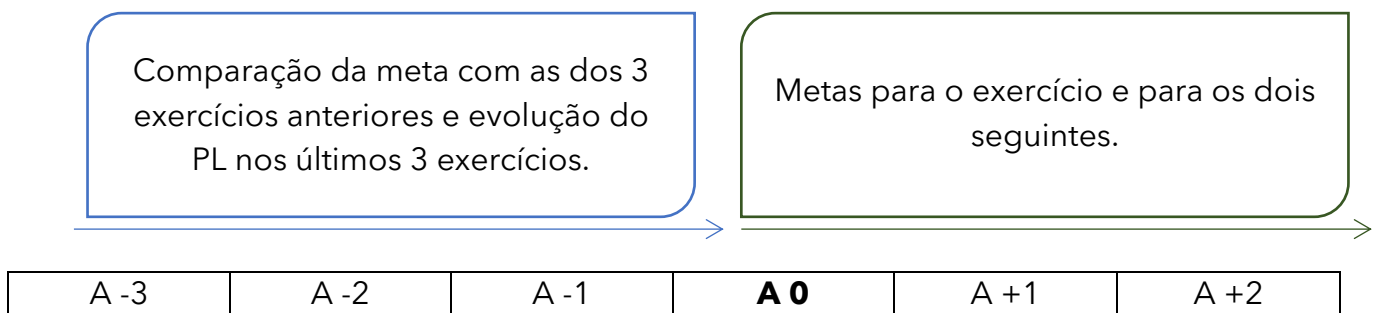 Comparação da meta com as dos 3
exercícios anteriores e evolução do
PL nos últimos 3 exercícios.
Metas para o exercício e para os dois
seguintes.
A -3 A -2 A -1 A 0 A +1 A +2